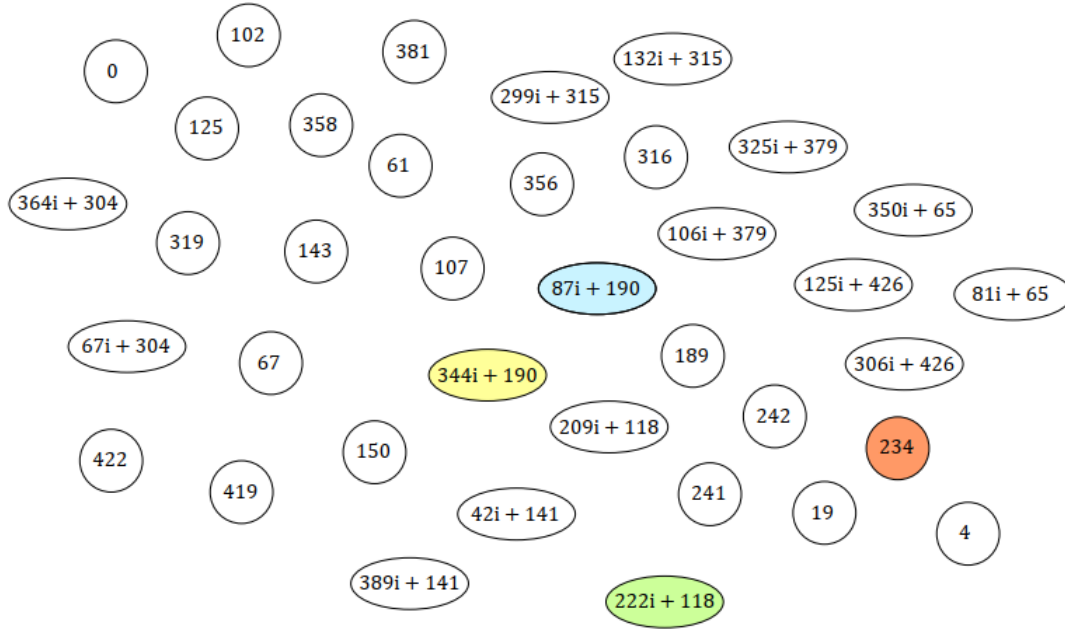 102
381
132i + 315
0
299i + 315
125
358
325i + 379
316
61
356
364i + 304
350i + 65
106i + 379
319
143
107
125i + 426
87i + 190
81i + 65
67i + 304
189
67
306i + 426
344i + 190
242
209i + 118
234
150
422
419
241
19
42i + 141
4
389i + 141
222i + 118